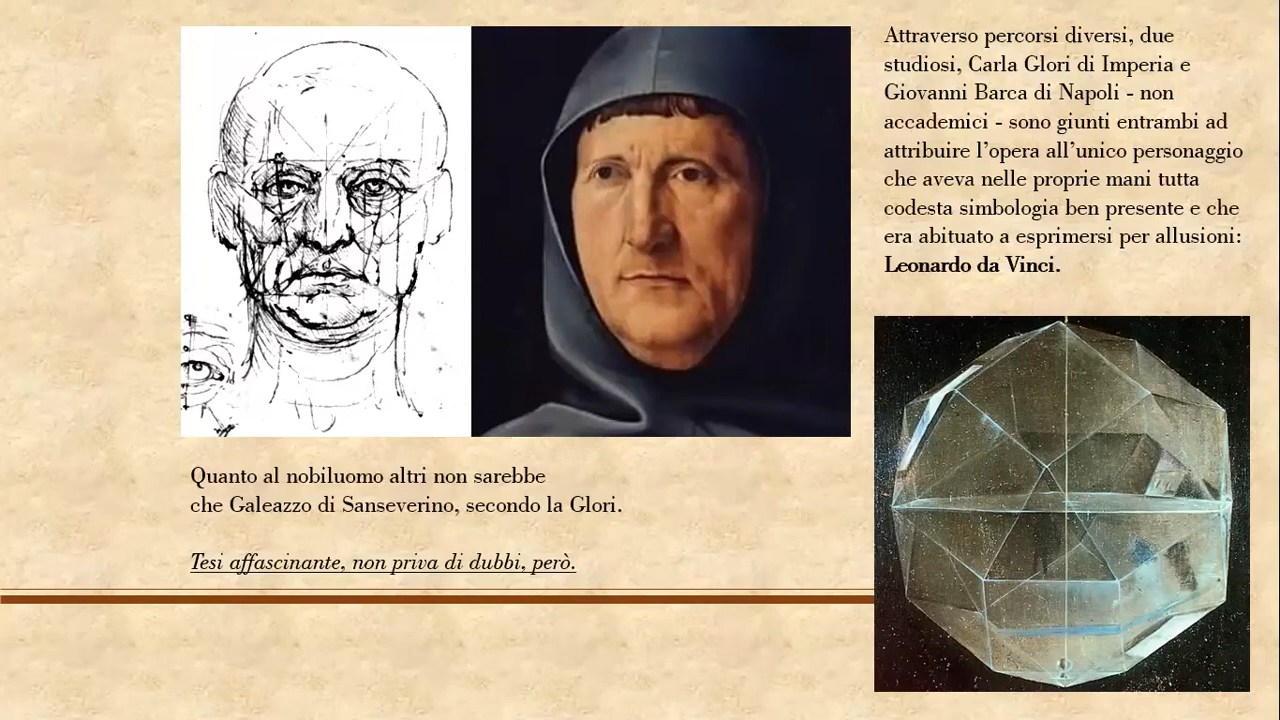 Attraverso percorsi diversi, due
studiosi, Carla Glori di Imperia e
Giovanni Barca di Napoli - non
accademici - sono giunti entrambi ad
attribuire l’opera all’unico personaggio
che aveva nelle proprie mani tutta
codesta simbologia ben presente e che
era abituato a esprimersi per allusioni:
Leonardo da Vinci.
Quanto al nobiluomo altri non sarebbe
che Galeazzo di Sanseverino, secondo la Glori.
Tesi affascinante, non priva di dubbi, però.